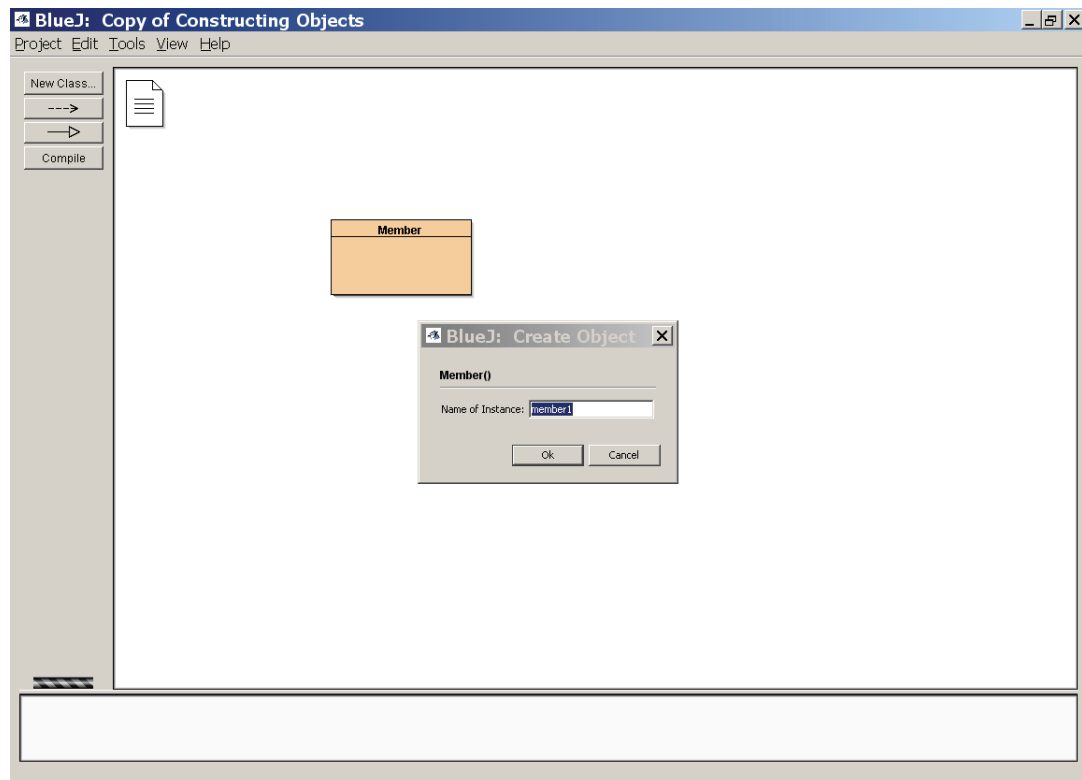 BlueJ: Copy of Constructing Objects
Project Edit Tools View Help
New Class...
--->
Compile
Member
BlueJ: Create Object
Member()
Name of Instance: member1
Ok Cancel